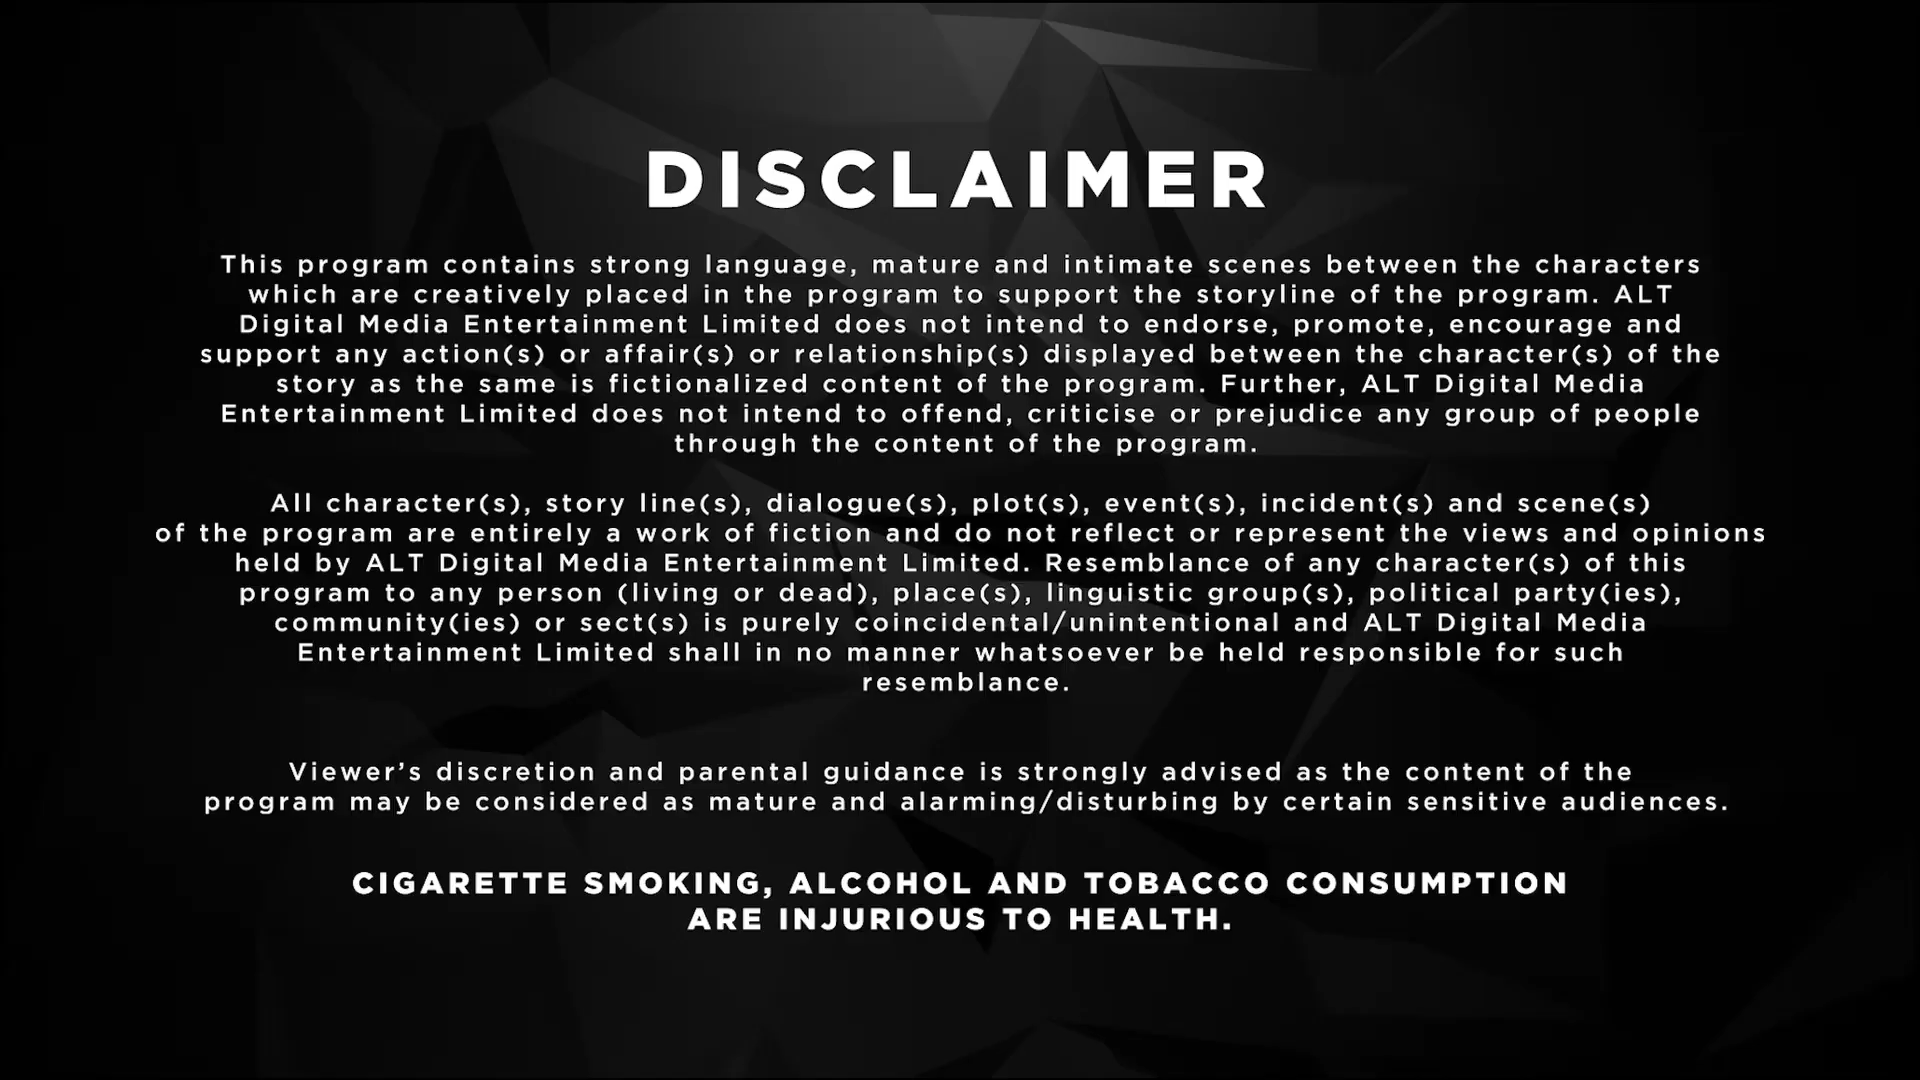 DISCLAIMER
This program contains strong language, mature and intimate scenes between the characters
which are creatively placed in the program to support the storyline of the program. ALT
Digital Media Entertainment Limited does not intend to endorse, promote, encourage and
support any action(s) or affair(s) or relationship(s) displayed between the character(s) of the
story as the same is fictionalized content of the program. Further, ALT Digital Media
Entertainment Limited does not intend to offend, criticise or prejudice any group of people
through the content of the program.
All character(s), story line(s), dialogue(s), plot(s), event(s), incident(s) and scene(s)
of the program are entirely a work of fiction and do not reflect or represent the views and opinions
held by ALT Digital Media Entertainment Limited. Resemblance of any character(s) of this
program to any person (living or dead), place(s), linguistic group(s), political party(ies),
community(ies) or sect(s) is purely coincidental/unintentional and ALT Digital Media
Entertainment Limited shall in no manner whatsoever be held responsible for such
resemblance.
Viewer’s discretion and parental guidance is strongly advised as the content of the
program may be considered as mature and alarming/disturbing by certain sensitive audiences.
CIGARETTE SMOKING, ALCOHOL AND TOBACCO CONSUMPTION
ARE INJURIOUS TO HEALTH.